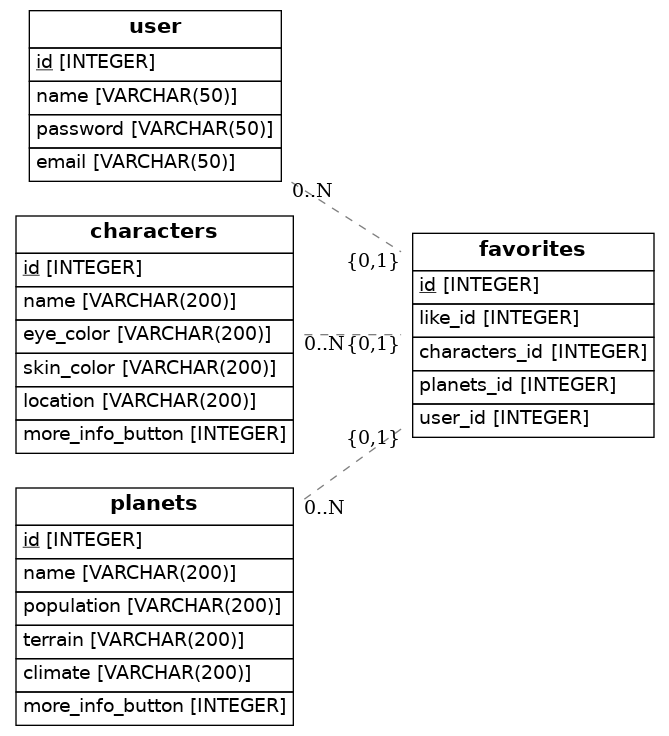 user
id [INTEGER]
name [VARCHAR(50)]
password [VARCHAR(50)]
email [VARCHAR(50)]
0..N
{0,1}
characters
id [INTEGER]
name [VARCHAR(200)]
eye_color [VARCHAR(200)]
skin_color [VARCHAR(200)]
location [VARCHAR(200)]
more_info_button [INTEGER]
0..N
{0,1}
favorites
id [INTEGER]
like_id [INTEGER]
characters_id [INTEGER]
planets_id [INTEGER]
user_id [INTEGER]
{0,1}
0..N
planets
id [INTEGER]
name [VARCHAR(200)]
population [VARCHAR(200)]
terrain [VARCHAR(200)]
climate [VARCHAR(200)]
more_info_button [INTEGER]